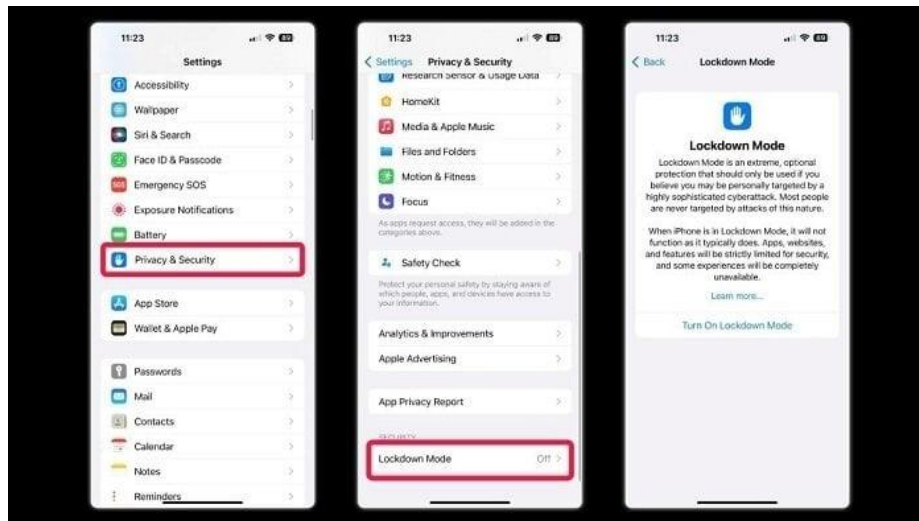 11:23
89
Settings
Accessibility
Wallpaper
Siri & Search
Face ID & Passcode
SOS
Emergency SOS
Exposure Notifications
Battery
Privacy & Security
App Store
Wallet & Apple Pay
Passwords
Mail
Contacts
Calendar
Notes
Reminders
11:23
89
Settings
Privacy & Security
Research Sensor & Usage Data
HomeKit
Media & Apple Music
Files and Folders
Motion & Fitness
Focus
As apps request access, they will be added in the
categories above.
Safety Check
Protect your personal safety by staying aware of
which people, apps, and devices have access to
your information.
Analytics & Improvements
Apple Advertising
App Privacy Report
SECURITY
Lockdown Mode
Off
11:23
89
Back
Lockdown Mode
Lockdown Mode
Lockdown Mode is an extreme, optional
protection that should only be used if you
believe you may be personally targeted by a
highly sophisticated cyberattack. Most people
are never targeted by attacks of this nature.
When iPhone is in Lockdown Mode, it will not
function as it typically does. Apps, websites,
and features will be strictly limited for security,
and some experiences will be completely
unavailable.
Learn more...
Turn On Lockdown Mode